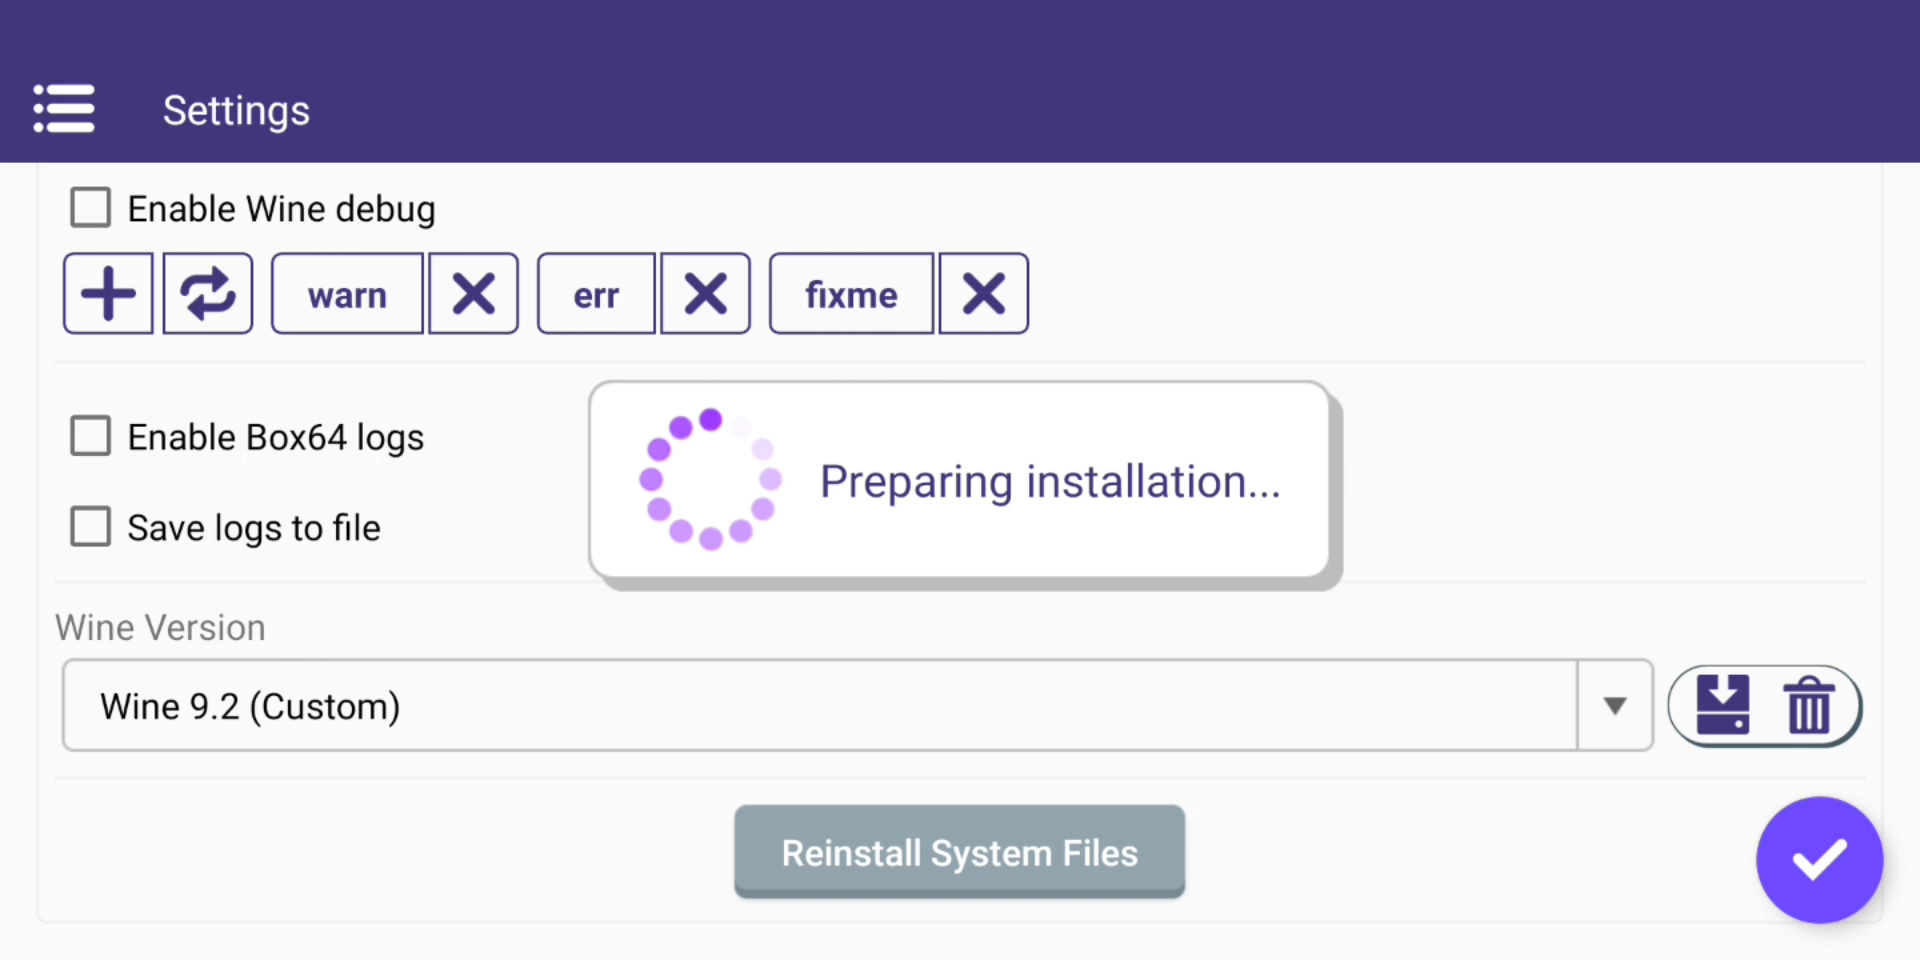 Settings
Enable Wine debug
warn
err
fixme
Enable Box64 logs
Preparing installation...
Save logs to file
Wine Version
Wine 9.2 (Custom)
Reinstall System Files